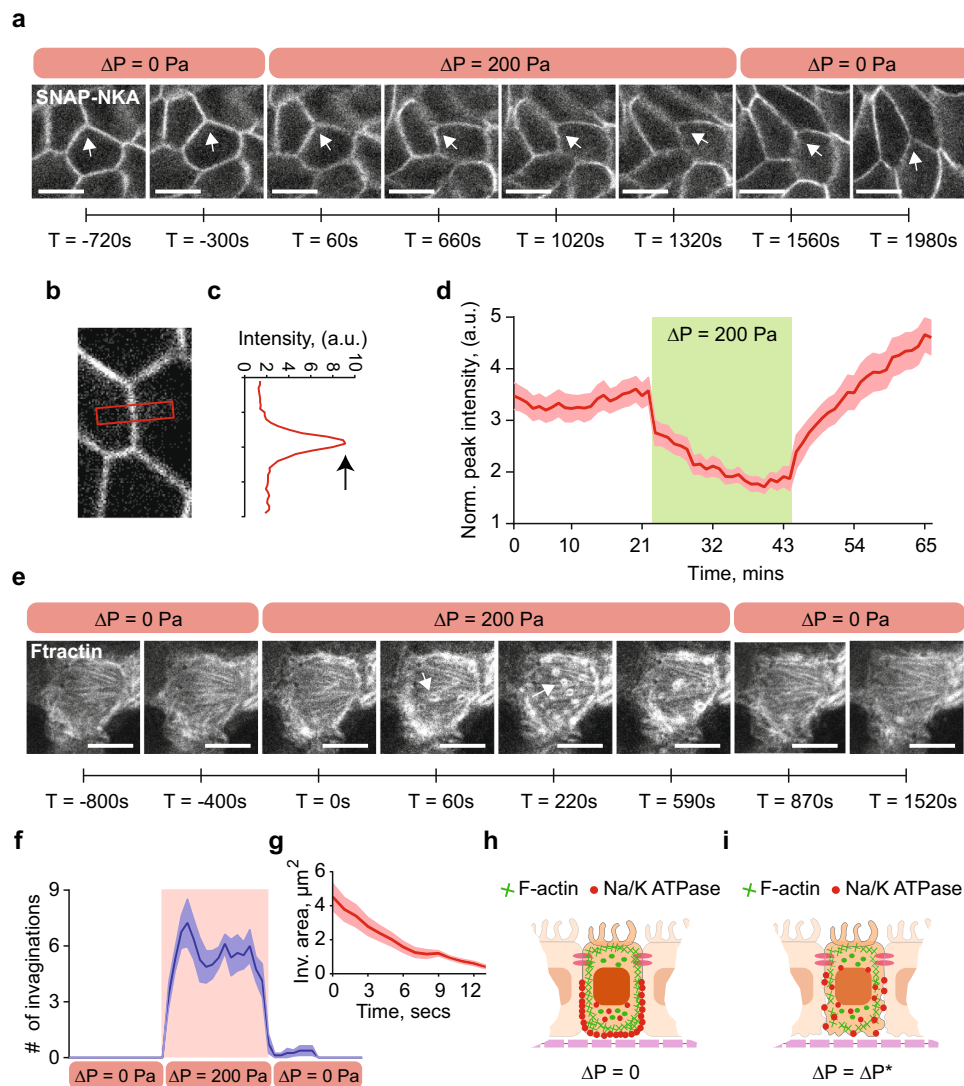 a
ΔP = 0 Pa ΔP = 200 Pa ΔP = 0 Pa
SNAP-NKA
T = -720s T = -300s T = 60s T = 660s T = 1020s T = 1320s T = 1560s T = 1980s
b c d
Intensity, (a.u.)
0 2 4 6 8 10
Norm. peak intensity, (a.u.)
5
4
3
2
1
ΔP = 200 Pa
0 10 21 32 43 54 65
Time, mins
e
ΔP = 0 Pa ΔP = 200 Pa ΔP = 0 Pa
Ftractin
T = -800s T = -400s T = 0s T = 60s T = 220s T = 590s T = 870s T = 1520s
f g h i
# of invaginations
9
6
3
0
ΔP = 0 Pa ΔP = 200 Pa ΔP = 0 Pa
Inv. area, µm²
6
4
2
0
0 3 6 9 12
Time, secs
F-actin Na/K ATPase
ΔP = 0
F-actin Na/K ATPase
ΔP = ΔP*